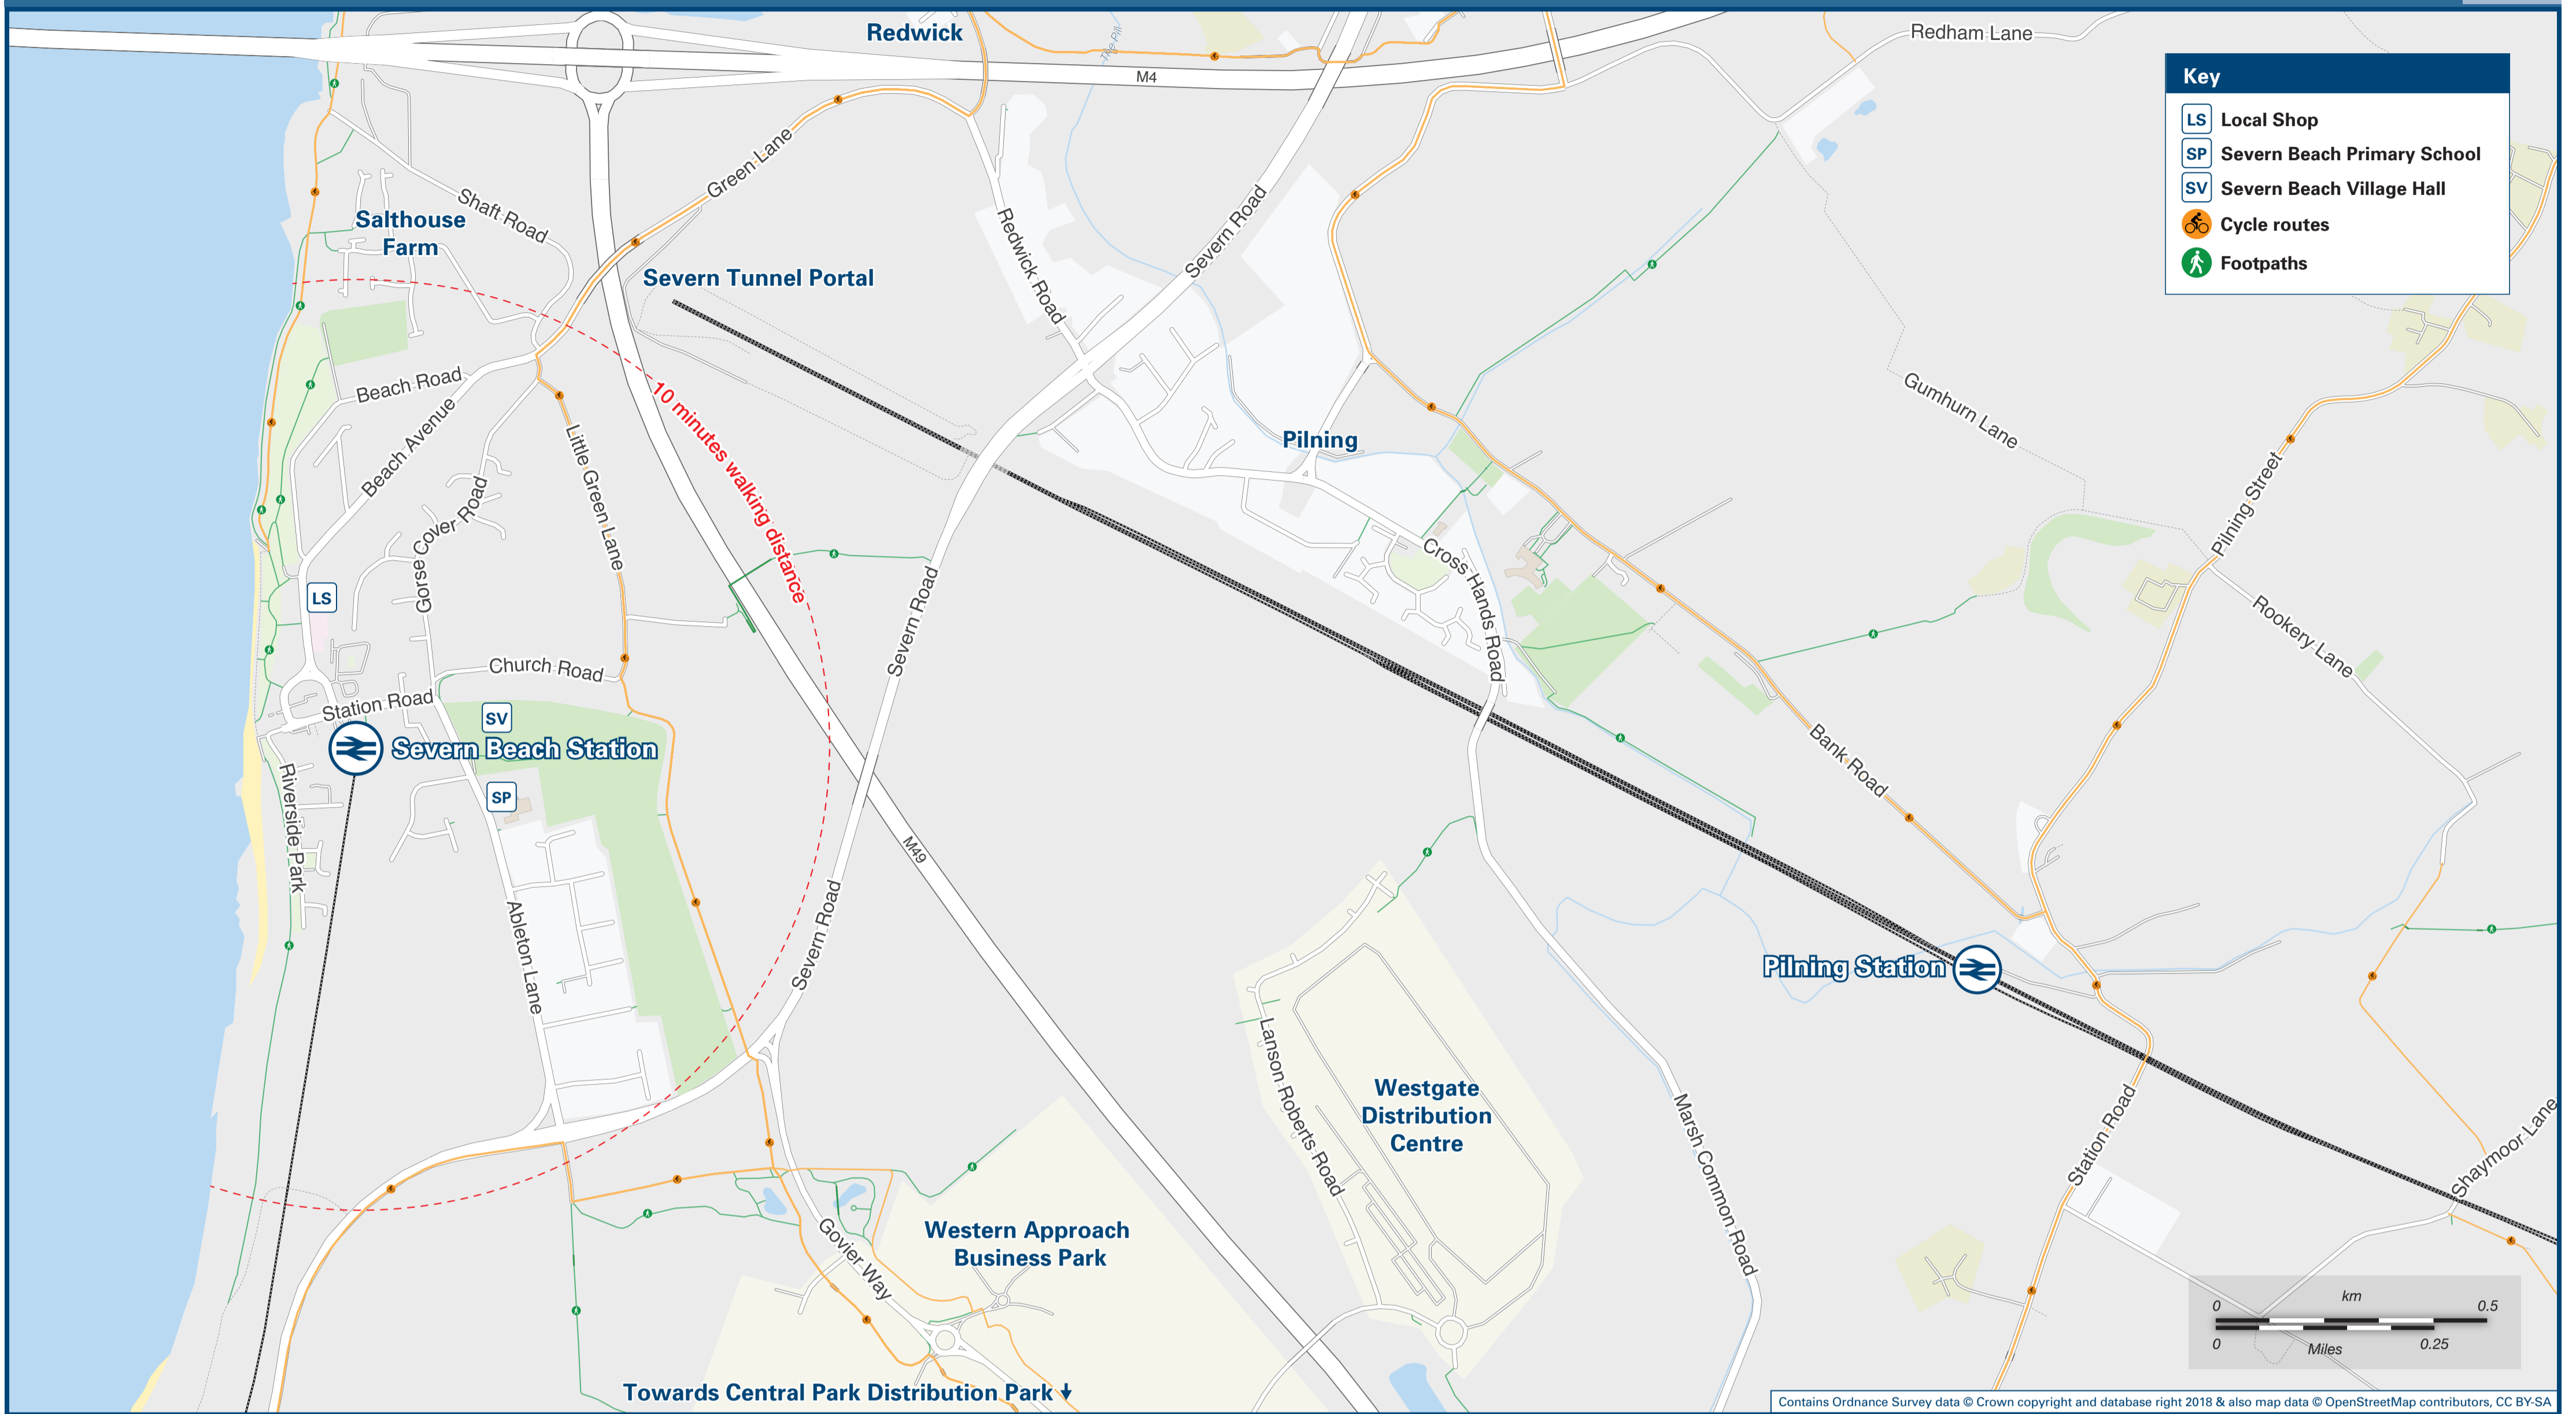 Redwick
The Pill
M4
Redham Lane
Key
LS Local Shop
SP Severn Beach Primary School
SV Severn Beach Village Hall
Cycle routes
Footpaths
Green Lane
Shaft Road
Salthouse
Farm
Severn Tunnel Portal
Redwick Road
Severn Road
Beach Road
Beach Avenue
10 minutes walking distance
Little Green Lane
Gorse Cover Road
Pilning
Gumhurn Lane
Pilning Street
Cross Hands Road
LS
Severn Road
Rookery Lane
Church Road
Station Road
SV
Severn Beach Station
SP
Riverside Park
Bank Road
M49
Ableton Lane
Severn Road
Pilning Station
Lanson Roberts Road
Westgate
Distribution
Centre
Marsh Common Road
Station Road
Shaymoor Lane
Govier Way
Western Approach
Business Park
km
0 0.5
0 0.25
Miles
Towards Central Park Distribution Park
Contains Ordnance Survey data © Crown copyright and database right 2018 & also map data © OpenStreetMap contributors, CC BY-SA